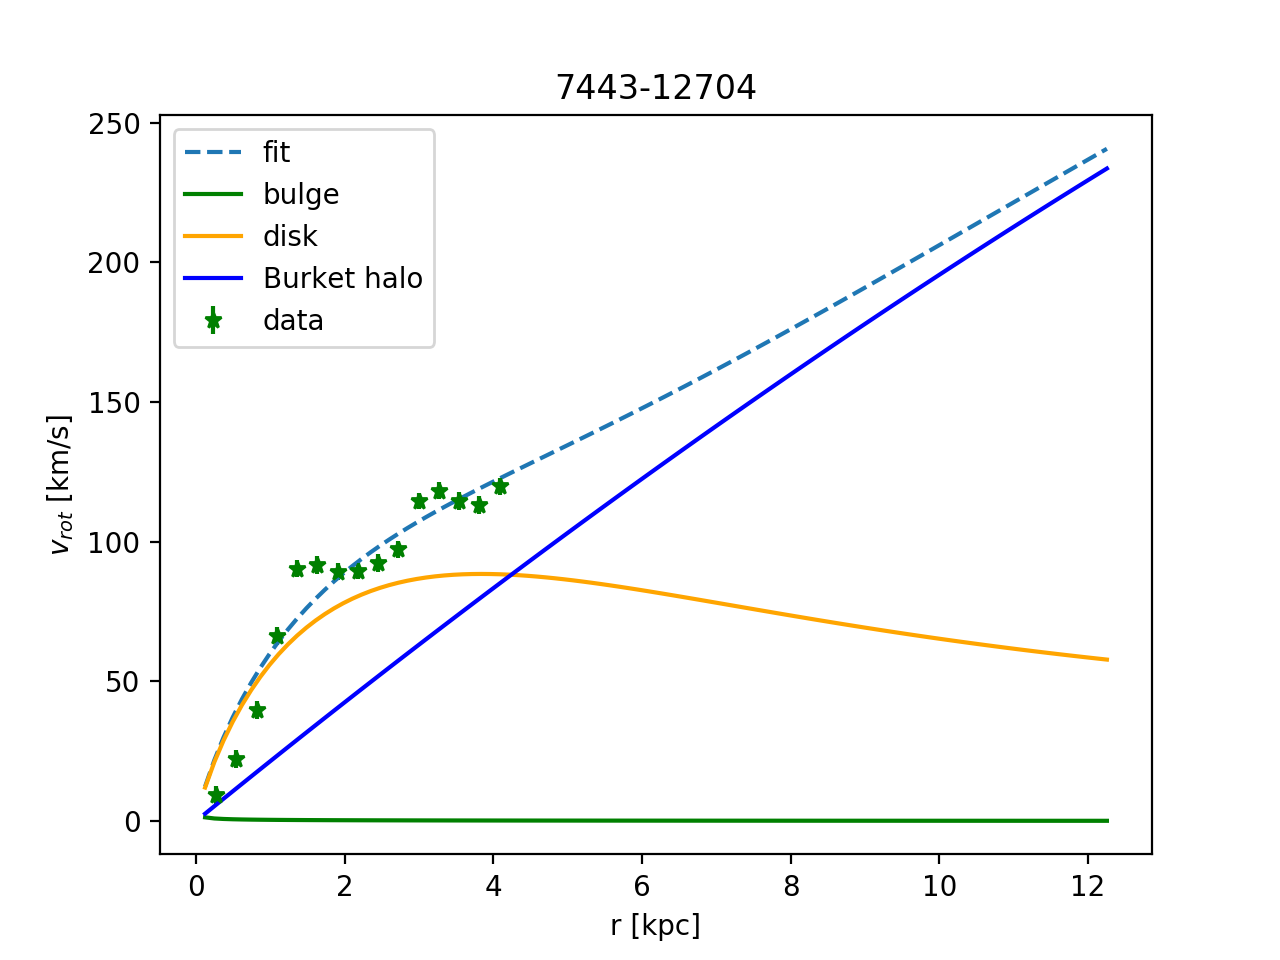 7443-12704
fit
bulge
disk
Burket halo
data
250
200
150
100
50
0
v_rot [km/s]
0 2 4 6 8 10 12
r [kpc]